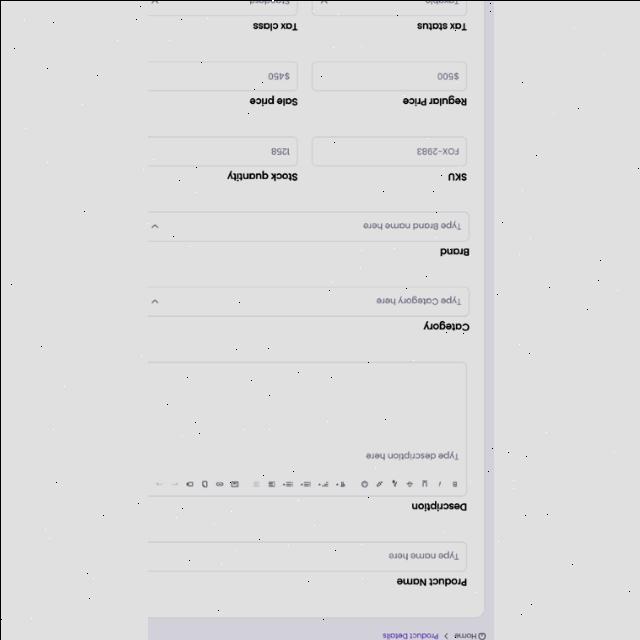 Home > Product Details
Product Name
Type name here
Description
B I U S
Type description here
Category
Type Category here
Brand
Type Brand name here
SKU Stock quantity
FOX-2983 1258
Regular Price Sale price
$500 $450
Tax status Tax class
Taxable Standard